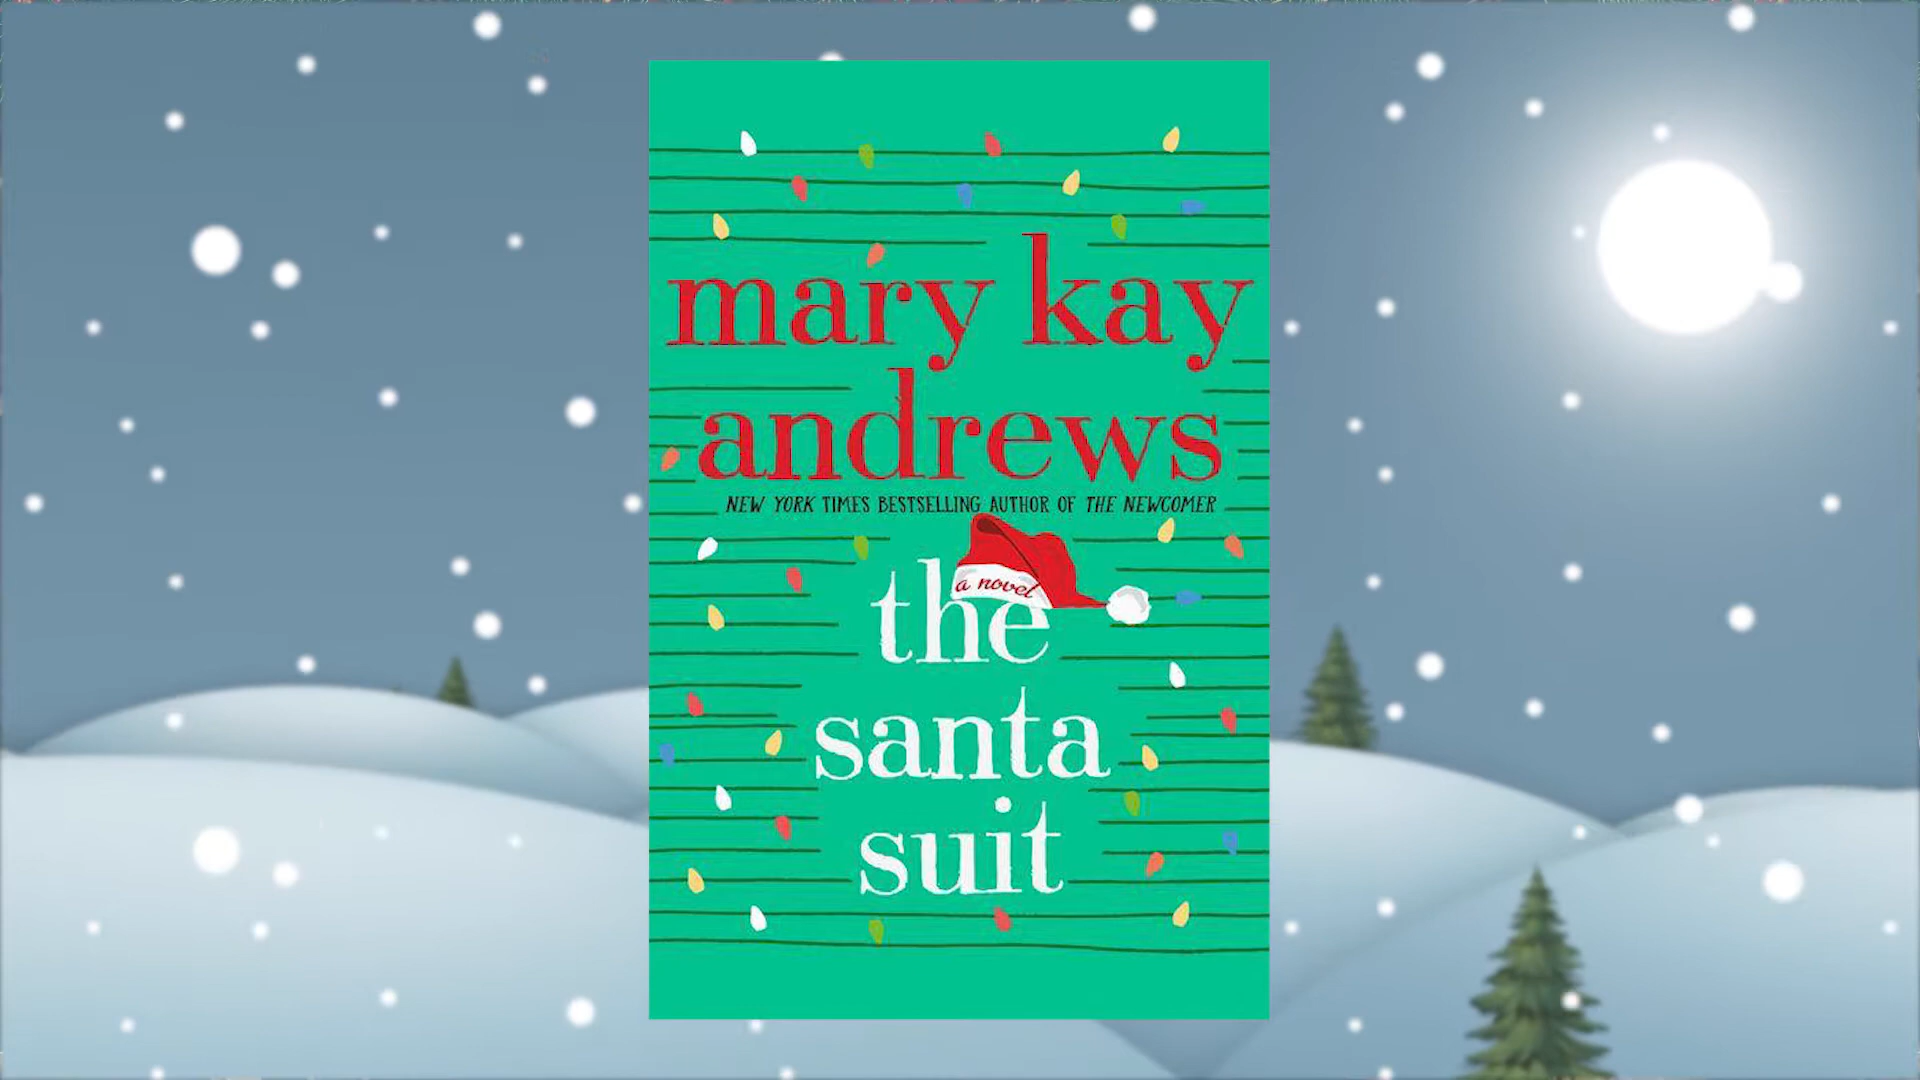 mary kay
andrews
NEW YORK TIMES BESTSELLING AUTHOR OF THE NEWCOMER
a novel
the
santa
suit